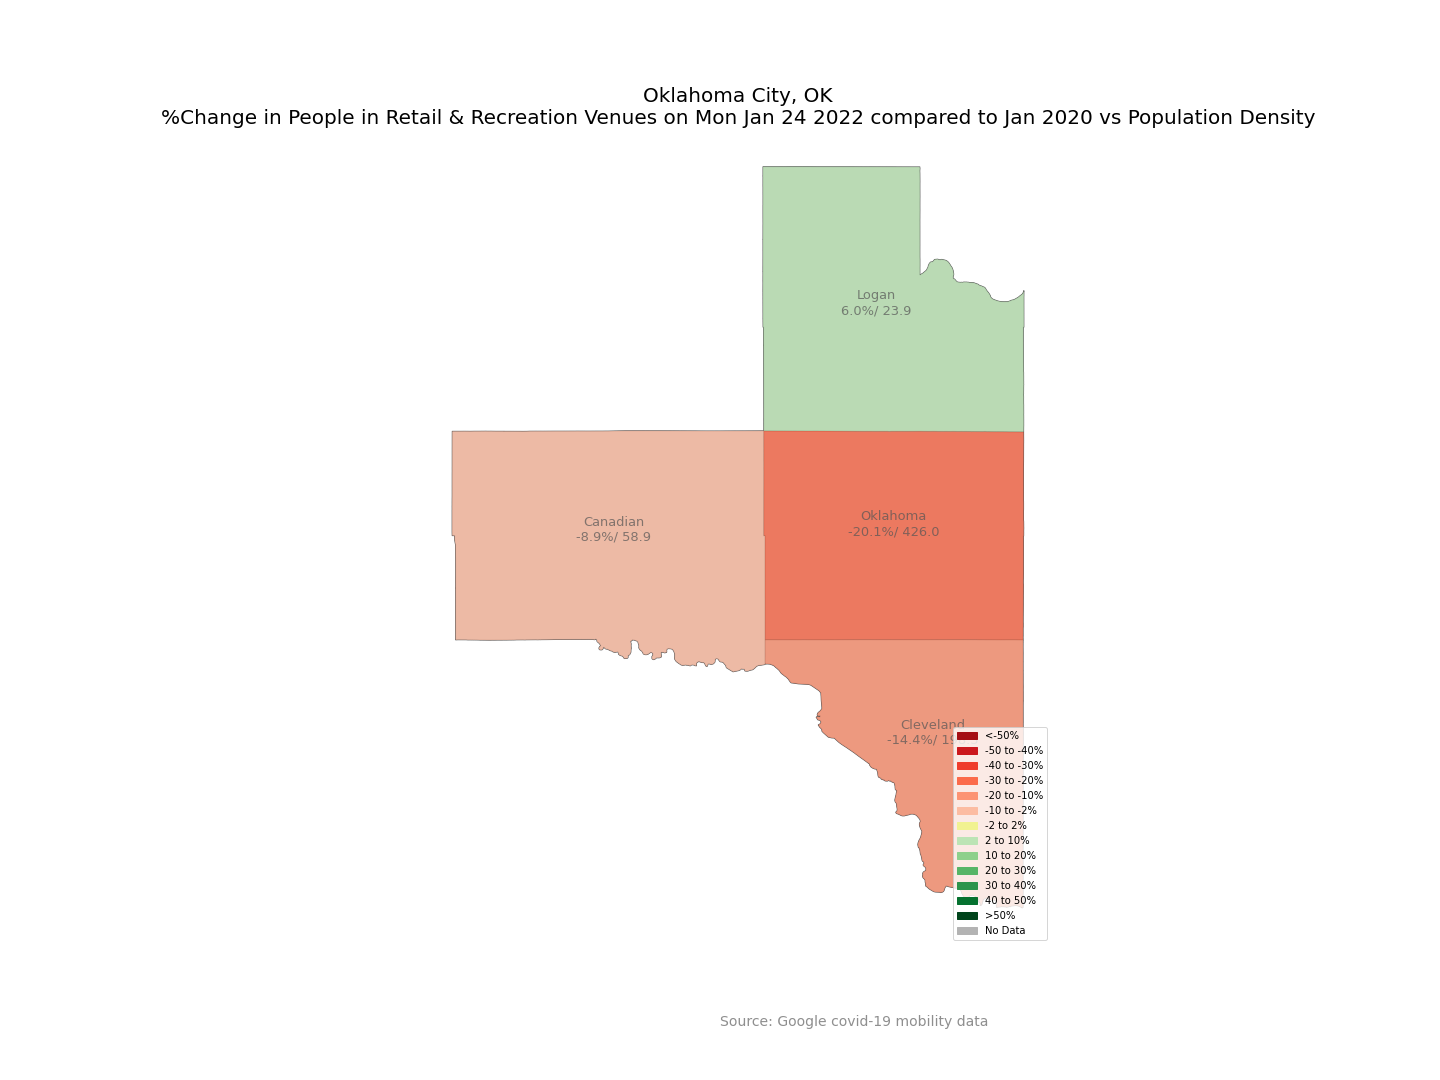 Oklahoma City, OK
%Change in People in Retail & Recreation Venues on Mon Jan 24 2022 compared to Jan 2020 vs Population Density
Logan
6.0%/ 23.9
Canadian
-8.9%/ 58.9
Oklahoma
-20.1%/ 426.0
Cleveland
-14.4%/
<-50%
-50 to -40%
-40 to -30%
-30 to -20%
-20 to -10%
-10 to -2%
-2 to 2%
2 to 10%
10 to 20%
20 to 30%
30 to 40%
40 to 50%
>50%
No Data
Source: Google covid-19 mobility data